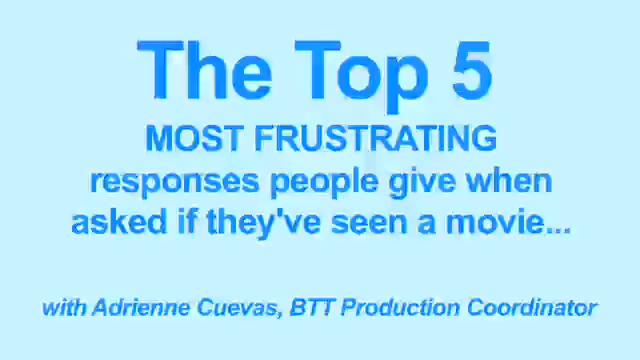 The Top 5
MOST FRUSTRATING
responses people give when
asked if they've seen a movie...
with Adrienne Cuevas, BTT Production Coordinator